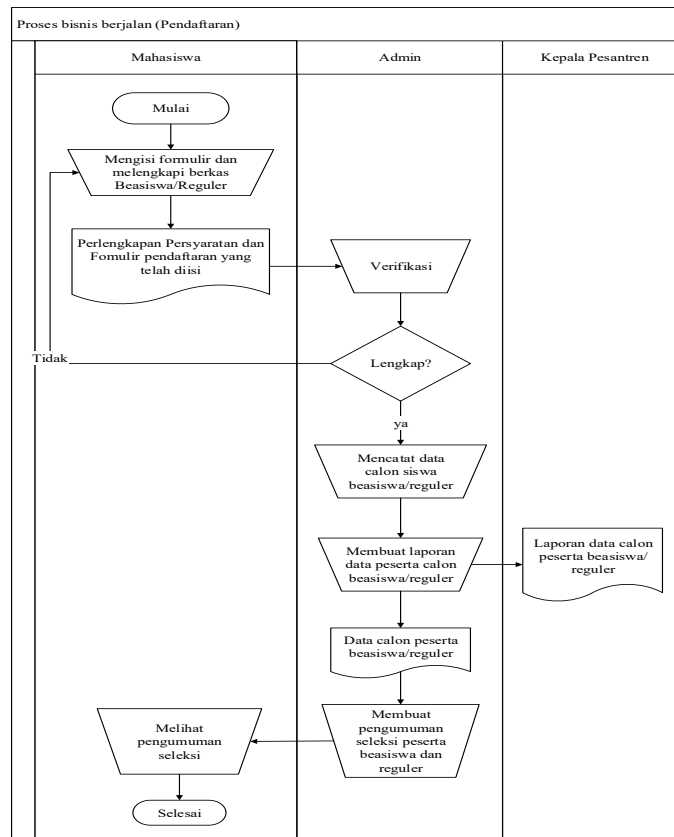 Proses bisnis berjalan (Pendaftaran)
Mahasiswa
Admin
Kepala Pesantren
Mulai
Mengisi formulir dan
melengkapi berkas
Beasiswa/Reguler
Perlengkapan Persyaratan dan
Fomulir pendaftaran yang
telah diisi
Verifikasi
Tidak
Lengkap?
ya
Mencatat data
calon siswa
beasiswa/reguler
Membuat laporan
data peserta calon
beasiswa/reguler
Laporan data calon
peserta beasiswa/
reguler
Data calon peserta
beasiswa/reguler
Membuat
pengumuman
seleksi peserta
beasiswa dan
reguler
Melihat
pengumuman
seleksi
Selesai